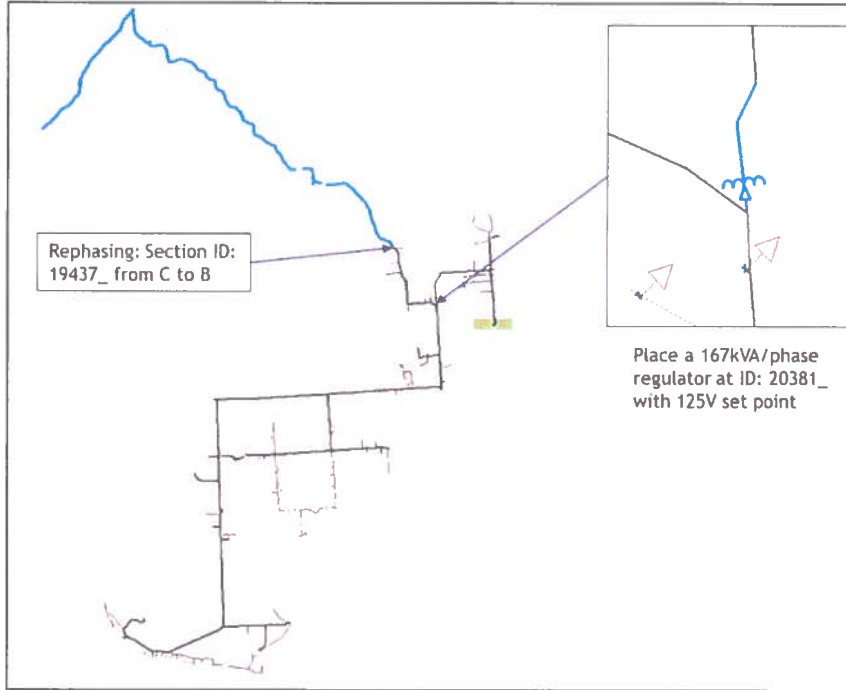 Rephasing: Section ID:
19437_ from C to B
Place a 167kVA/phase
regulator at ID: 20381_
with 125V set point